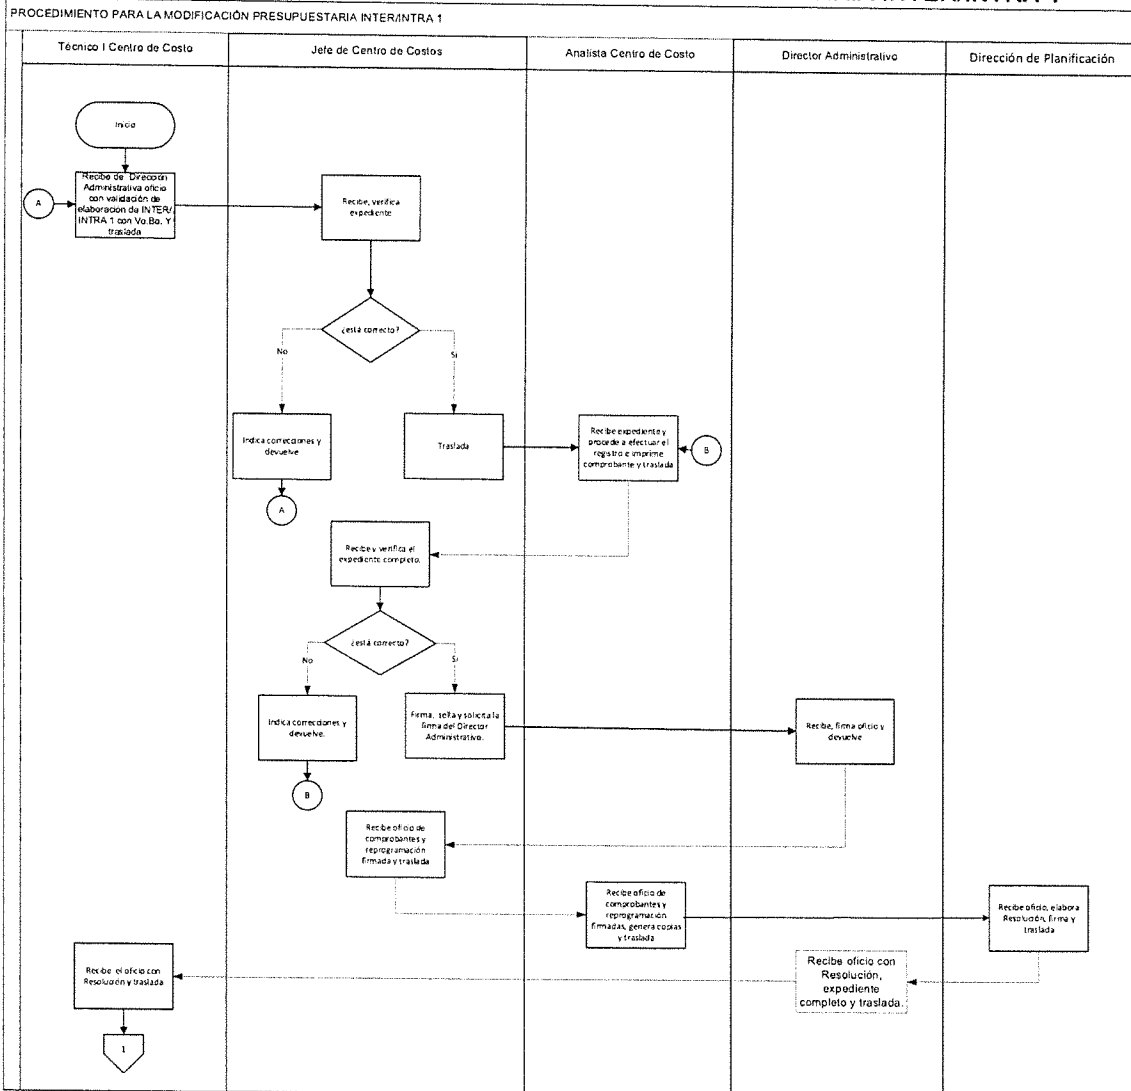 PROCEDIMIENTO PARA LA MODIFICACIÓN PRESUPUESTARIA INTER/INTRA 1
Técnico I Centro de Costo
Jefe de Centro de Costos
Analista Centro de Costo
Director Administrativo
Dirección de Planificación
Inicio
A
Recibe de Dirección
Administrativa oficio
con validación de
elaboración de INTER/
INTRA 1 con Vo.Bo. Y
traslada
Recibe, verifica
expediente
¿está correcto?
No
Si
Indica correcciones y
devuelve
Traslada
Recibe expediente y
procede a efectuar el
registro e imprime
comprobante y traslada
B
A
Recibe y verifica el
expediente completo.
¿está correcto?
No
Si
Indica correcciones y
devuelve.
Firma, sella y solicita la
firma del Director
Administrativo.
Recibe, firma oficio y
devuelve
B
Recibe oficio de
comprobantes y
reprogramación
firmada y traslada
Recibe oficio de
comprobantes y
reprogramación
firmadas, genera copias
y traslada
Recibe oficio, elabora
Resolución, firma y
traslada
Recibe oficio con
Resolución,
expediente
completo y traslada.
Recibe el oficio con
Resolución y traslada
1